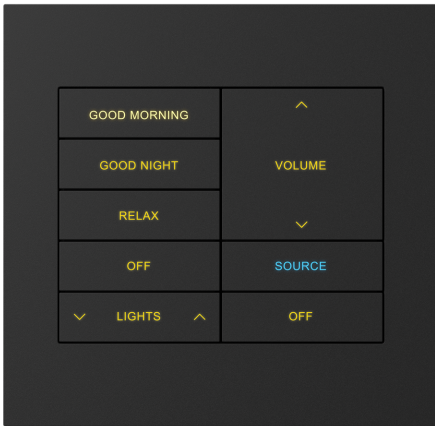 GOOD MORNING
GOOD NIGHT
RELAX
OFF
LIGHTS
VOLUME
SOURCE
OFF